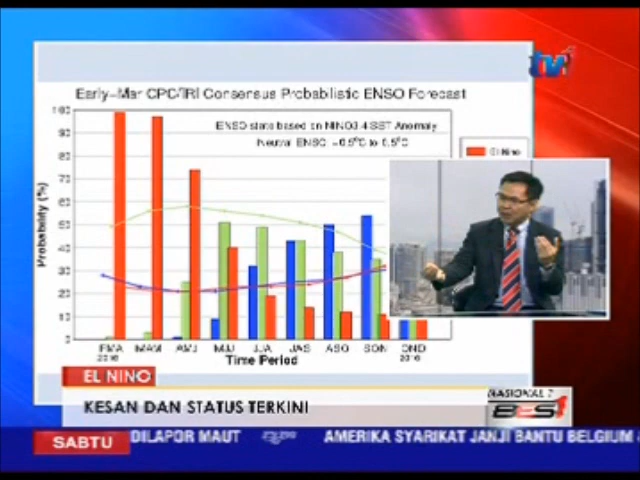 tv1
Early-Mar CPC/IRI Consensus Probabilistic ENSO Forecast
ENSO state based on NINO3.4 SST Anomaly
Neutral ENSO: -0.5°C to 0.5°C
El Nino
Probability (%)
100
90
80
70
60
50
40
30
20
10
0
FMA MAM AMJ MJJ JJA JAS ASO SON OND
2016 2016
Time Period
EL NINO
KESAN DAN STATUS TERKINI
NASIONAL 7
BES1
SABTU
DILAPOR MAUT
AMERIKA SYARIKAT JANJI BANTU BELGIUM